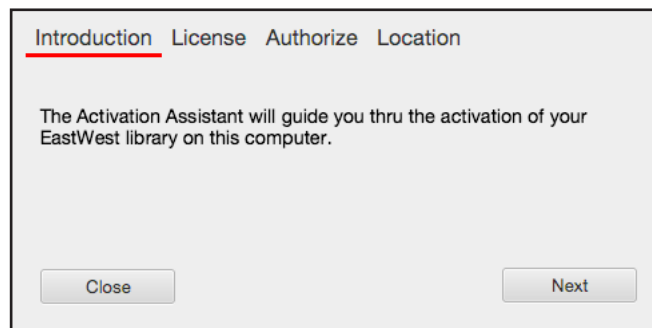 Introduction License Authorize Location
The Activation Assistant will guide you thru the activation of your
EastWest library on this computer.
Close Next